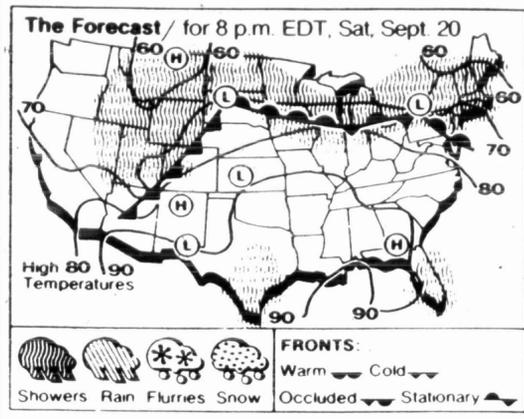 The Forecast / for 8 p.m. EDT, Sat, Sept. 20
60 H 60 60
70 L L 60
70
L 80
H
L H
High 80 90
Temperatures
90 90
Showers Rain Flurries Snow
FRONTS:
Warm Cold
Occluded Stationary